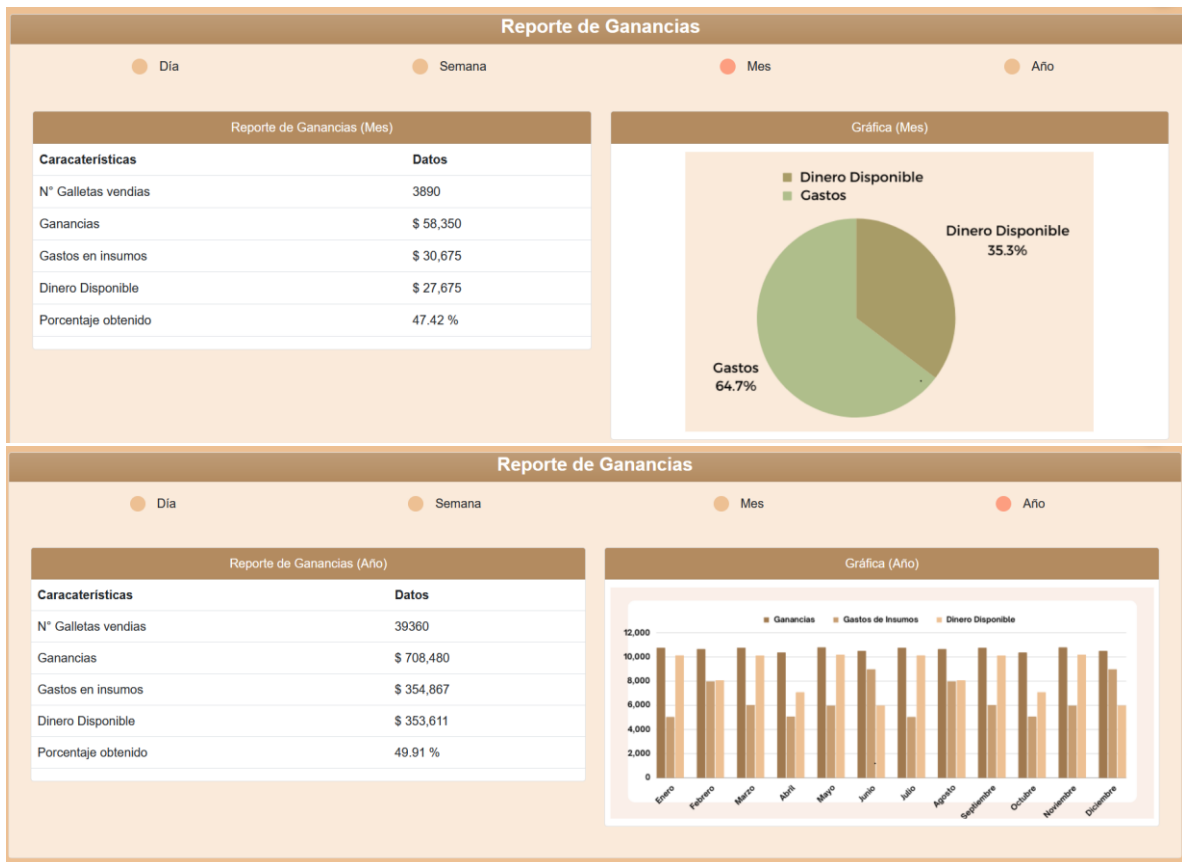 Reporte de Ganancias
Día Semana Mes Año
Reporte de Ganancias (Mes)
Caracaterísticas Datos
N° Galletas vendias 3890
Ganancias $ 58,350
Gastos en insumos $ 30,675
Dinero Disponible $ 27,675
Porcentaje obtenido 47.42 %
Gráfica (Mes)
Dinero Disponible
Gastos
Dinero Disponible
35.3%
Gastos
64.7%
Reporte de Ganancias
Día Semana Mes Año
Reporte de Ganancias (Año)
Caracaterísticas Datos
N° Galletas vendias 39360
Ganancias $ 708,480
Gastos en insumos $ 354,867
Dinero Disponible $ 353,611
Porcentaje obtenido 49.91 %
Gráfica (Año)
Ganancias Gastos de Insumos Dinero Disponible
12,000
10,000
8,000
6,000
4,000
2,000
0
Enero Febrero Marzo Abril Mayo Junio Julio Agosto Septiembre Octubre Noviembre Diciembre